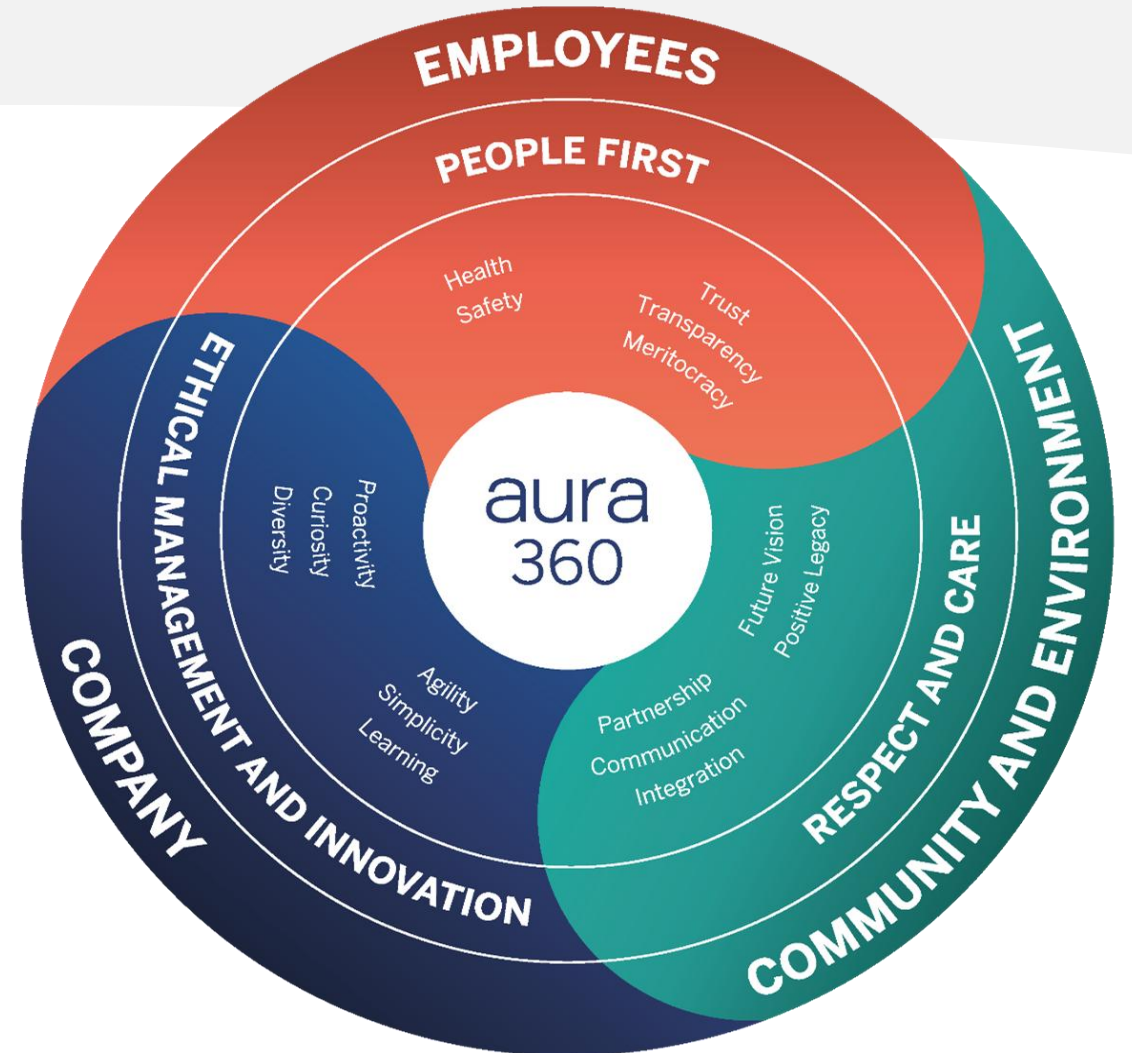 EMPLOYEES
PEOPLE FIRST
Health
Safety
Trust
Transparency
Meritocracy
COMMUNITY AND ENVIRONMENT
RESPECT AND CARE
Future Vision
Positive Legacy
Partnership
Communication
Integration
COMPANY
ETHICAL MANAGEMENT AND INNOVATION
Proactivity
Curiosity
Diversity
Agility
Simplicity
Learning
aura
360